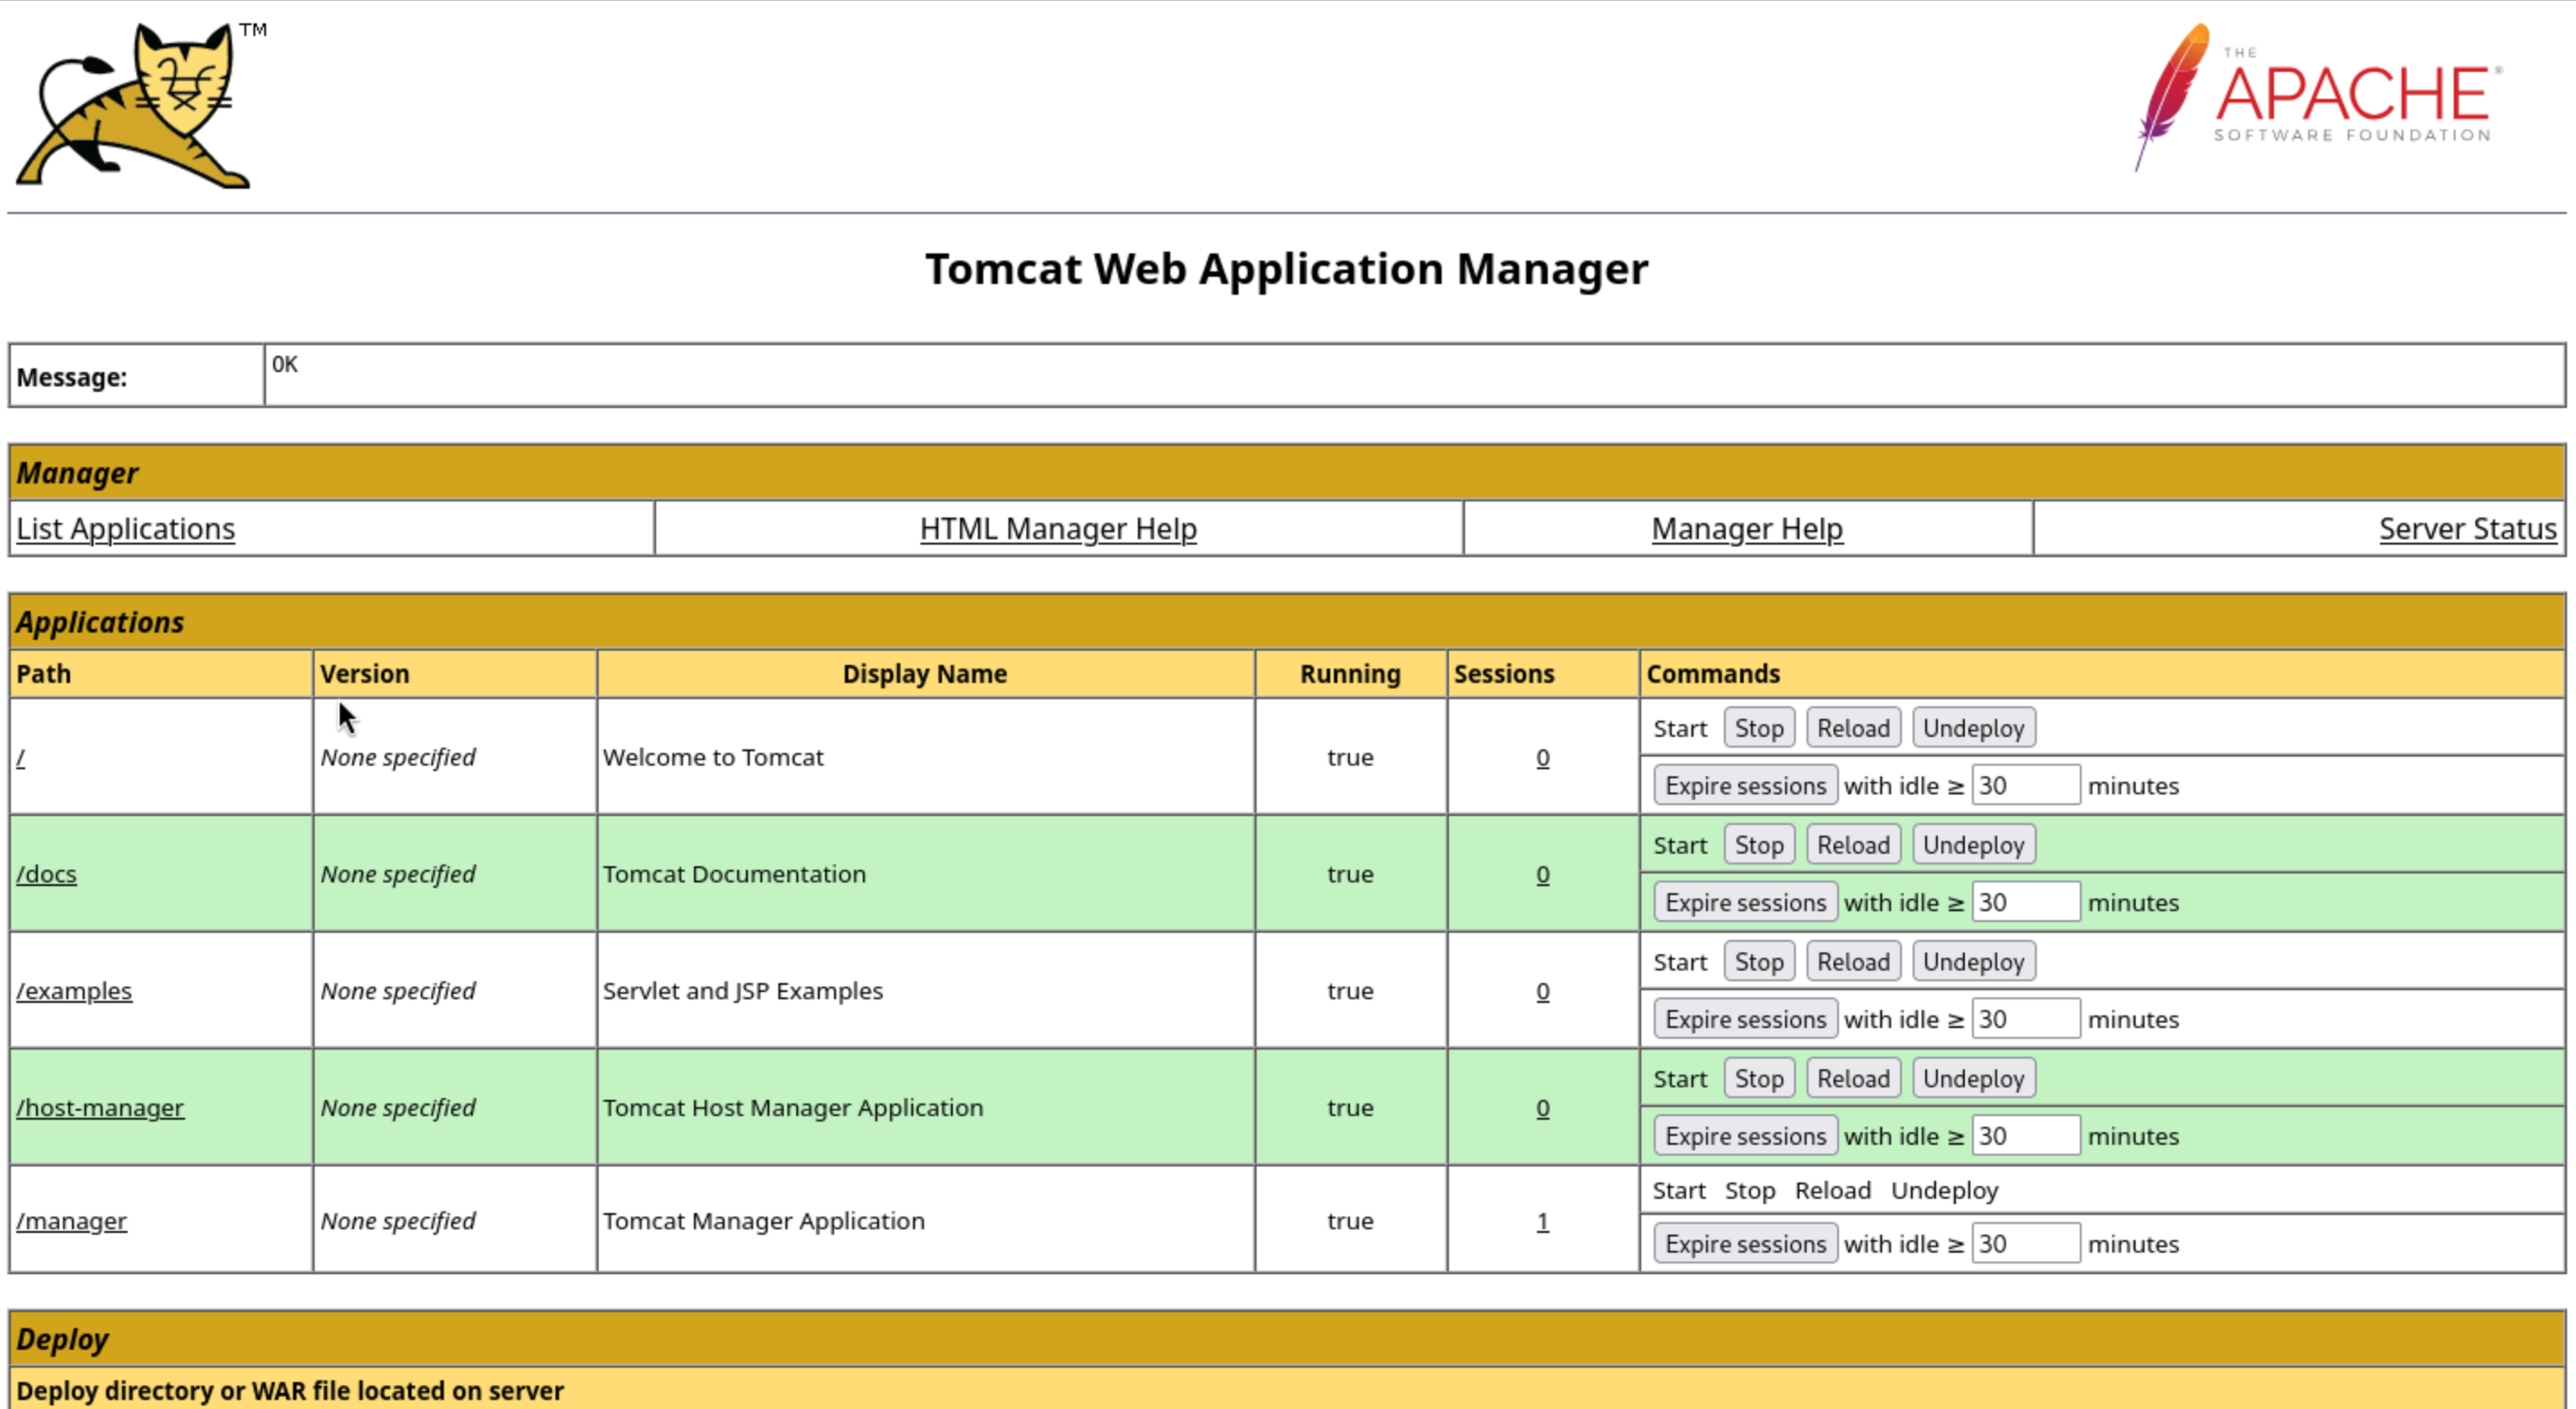 TM
THE
APACHE®
SOFTWARE FOUNDATION
Tomcat Web Application Manager
Message: OK
Manager
List Applications HTML Manager Help Manager Help Server Status
Applications
Path Version Display Name Running Sessions Commands
Start Stop Reload Undeploy
/ None specified Welcome to Tomcat true 0
Expire sessions with idle ≥ 30 minutes
Start Stop Reload Undeploy
/docs None specified Tomcat Documentation true 0
Expire sessions with idle ≥ 30 minutes
Start Stop Reload Undeploy
/examples None specified Servlet and JSP Examples true 0
Expire sessions with idle ≥ 30 minutes
Start Stop Reload Undeploy
/host-manager None specified Tomcat Host Manager Application true 0
Expire sessions with idle ≥ 30 minutes
Start Stop Reload Undeploy
/manager None specified Tomcat Manager Application true 1
Expire sessions with idle ≥ 30 minutes
Deploy
Deploy directory or WAR file located on server